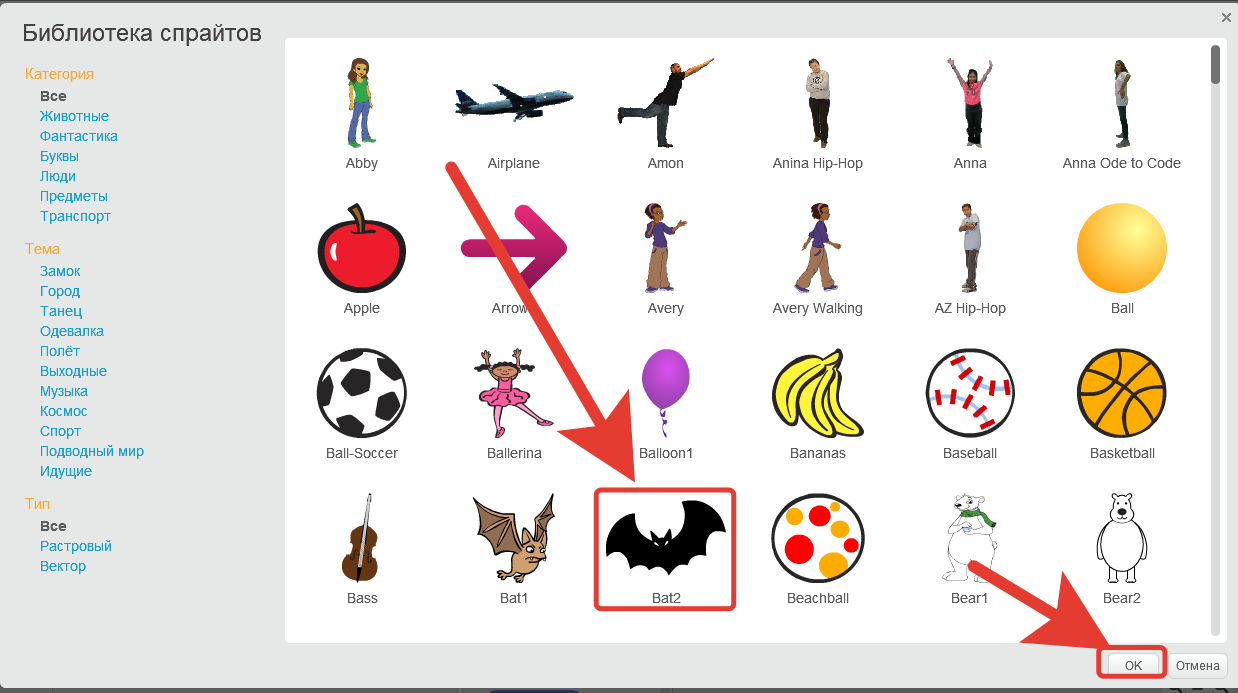 Библиотека спрайтов
×
Категория
Все
Животные
Фантастика
Буквы
Люди
Предметы
Транспорт
Тема
Замок
Город
Танец
Одевалка
Полёт
Выходные
Музыка
Космос
Спорт
Подводный мир
Идущие
Тип
Все
Растровый
Вектор
Abby Airplane Amon Anina Hip-Hop Anna Anna Ode to Code
Apple Arrow Avery Avery Walking AZ Hip-Hop Ball
Ball-Soccer Ballerina Balloon1 Bananas Baseball Basketball
Bass Bat1 Bat2 Beachball Bear1 Bear2
OK Отмена